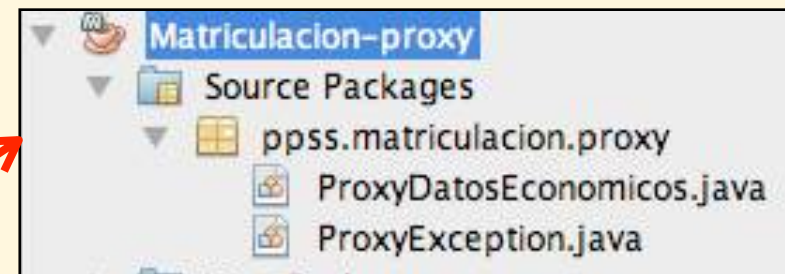 Matriculacion-proxy
Source Packages
ppss.matriculacion.proxy
ProxyDatosEconomicos.java
ProxyException.java